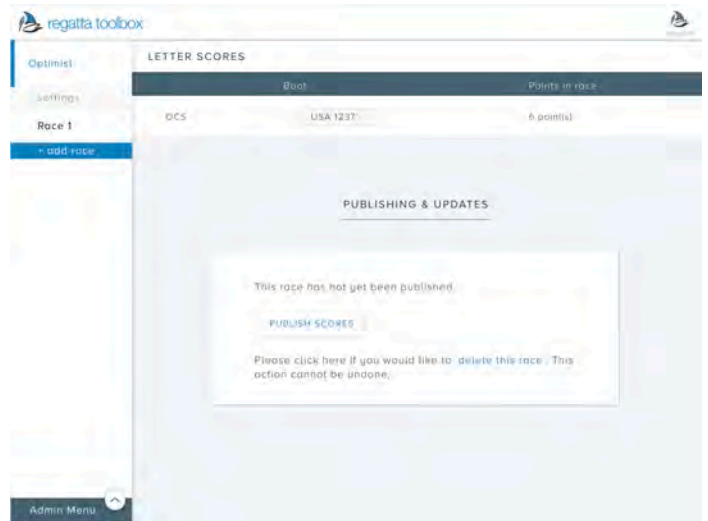 regatta toolbox
Optimist
Settings
Race 1
+ add race
Admin Menu
LETTER SCORES
Boat
Points in race
OCS
USA 1237
6 point(s)
PUBLISHING & UPDATES
This race has not yet been published.
PUBLISH SCORES
Please click here if you would like to delete this race . This
action cannot be undone.